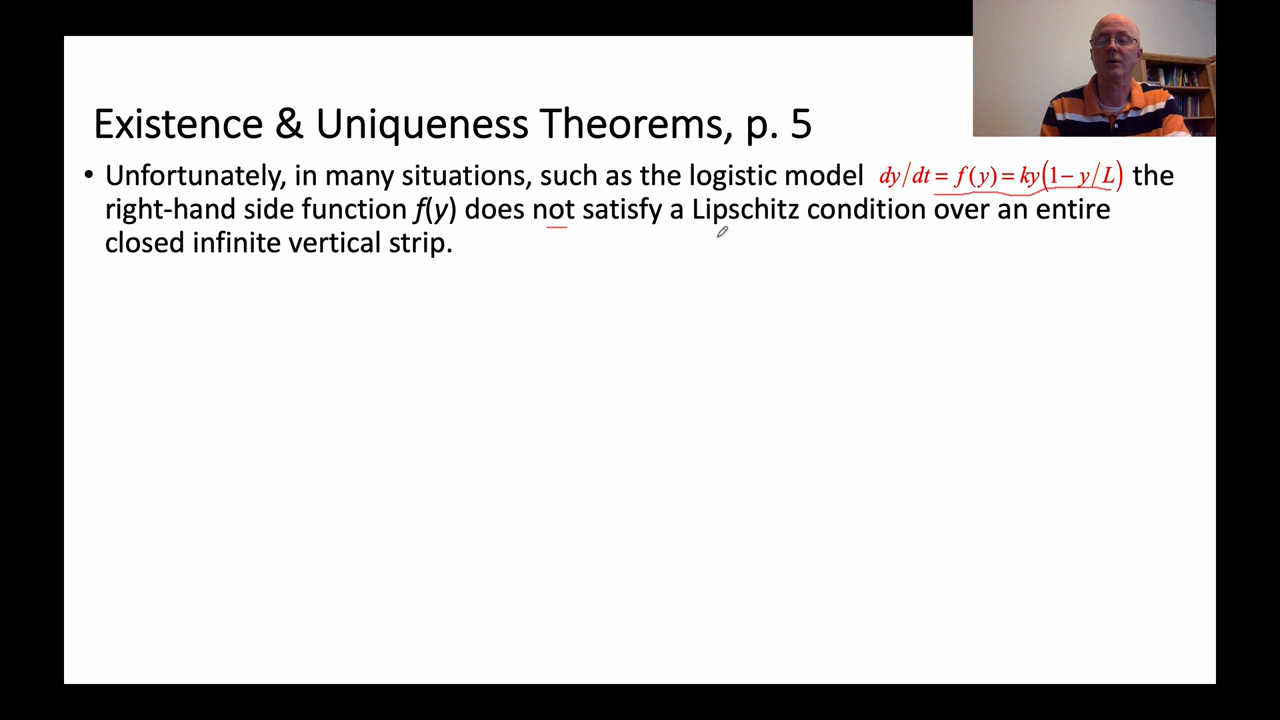 Existence & Uniqueness Theorems, p. 5
• Unfortunately, in many situations, such as the logistic model dy/dt = f(y) = ky(1 − y/L) the
right-hand side function f(y) does not satisfy a Lipschitz condition over an entire
closed infinite vertical strip.